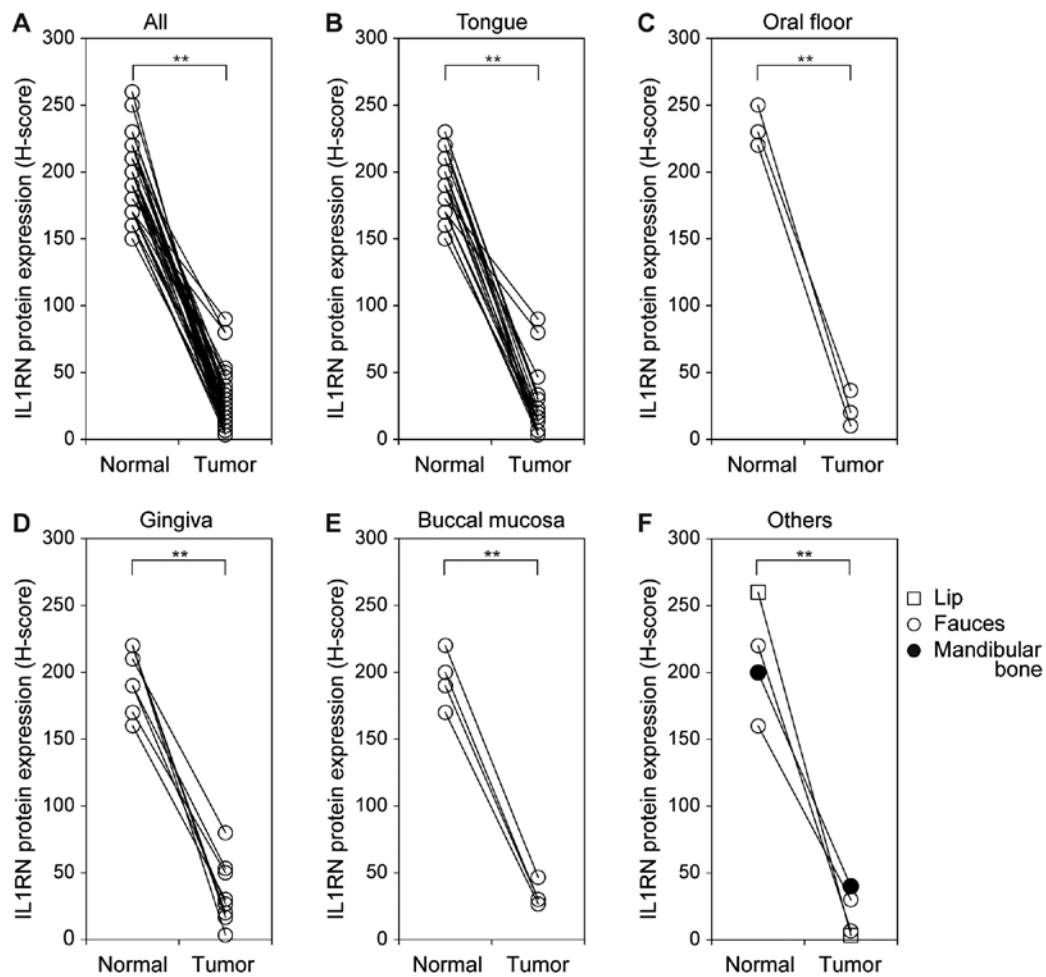 A All
IL1RN protein expression (H-score)
300
250
200
150
100
50
0
**
Normal Tumor
B Tongue
IL1RN protein expression (H-score)
300
250
200
150
100
50
0
**
Normal Tumor
C Oral floor
IL1RN protein expression (H-score)
300
250
200
150
100
50
0
**
Normal Tumor
D Gingiva
IL1RN protein expression (H-score)
300
250
200
150
100
50
0
**
Normal Tumor
E Buccal mucosa
IL1RN protein expression (H-score)
300
250
200
150
100
50
0
**
Normal Tumor
F Others
IL1RN protein expression (H-score)
300
250
200
150
100
50
0
**
Normal Tumor
Lip
Fauces
Mandibular
bone